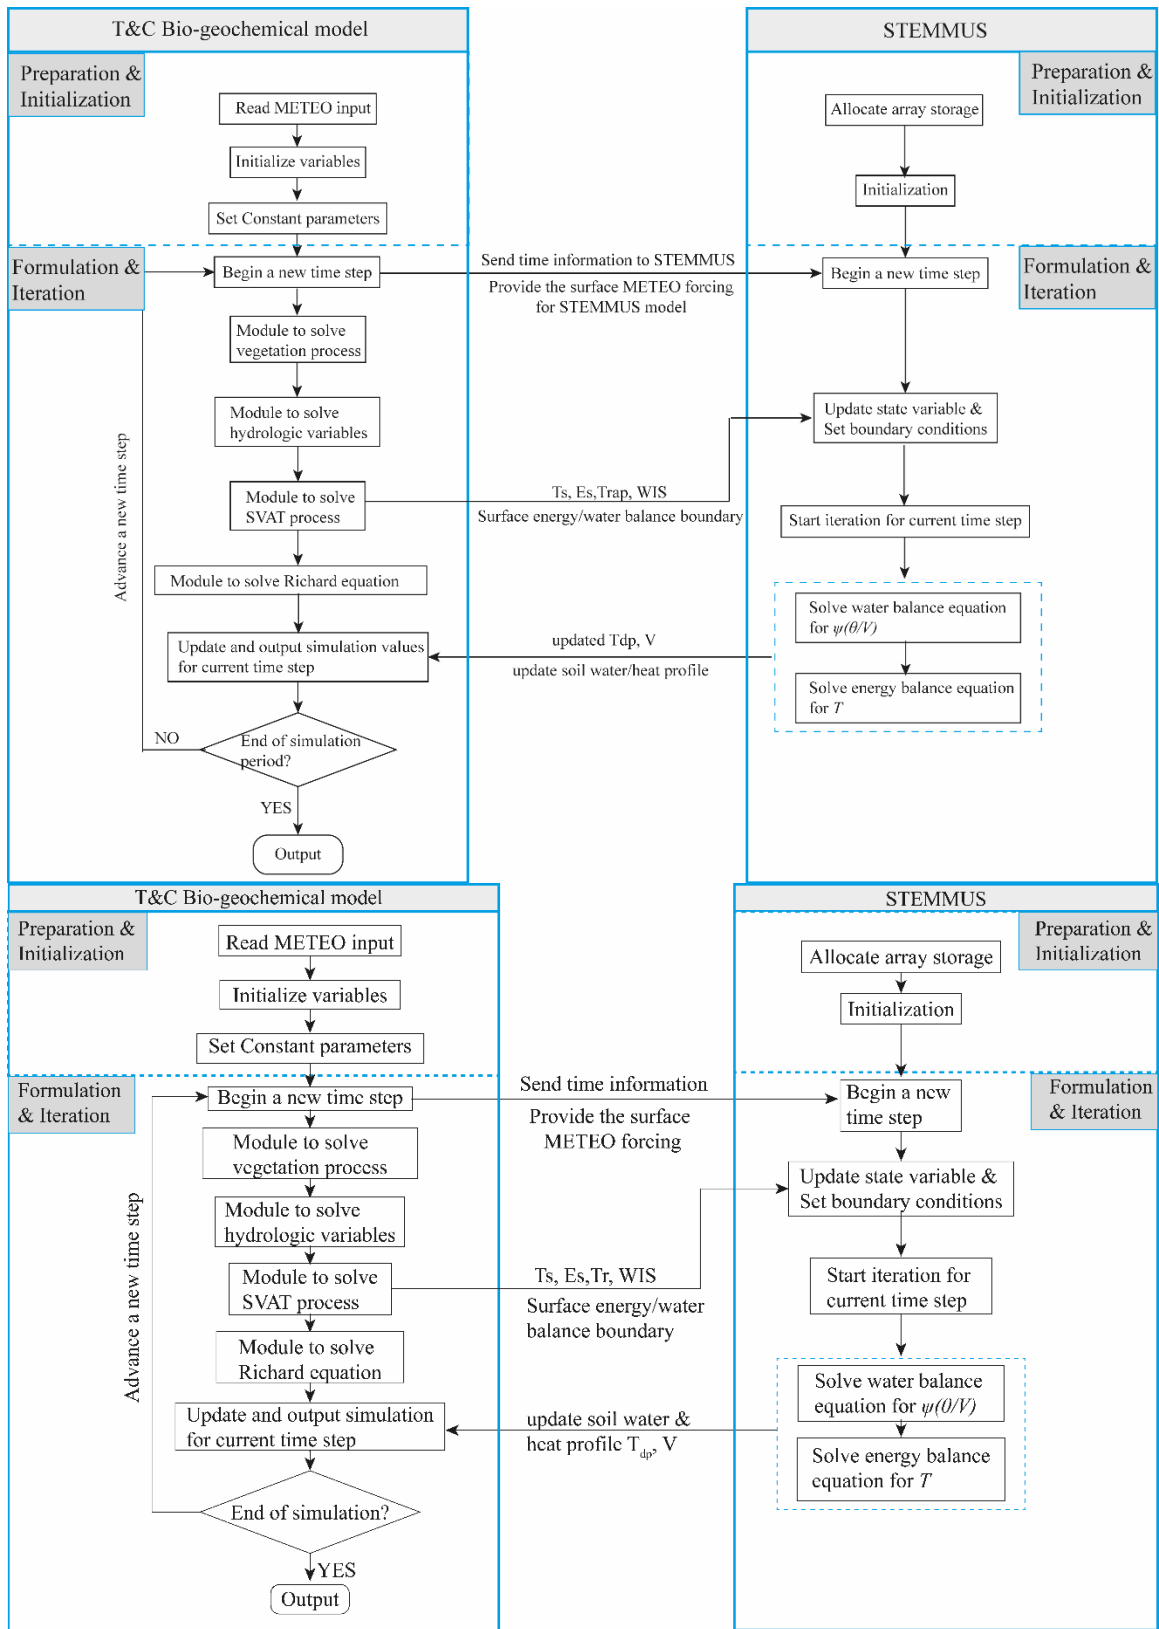 T&C Bio-geochemical model
Preparation &
Initialization
Read METEO input
Initialize variables
Set Constant parameters
Formulation &
Iteration
Begin a new time step
Module to solve
vegetation process
Module to solve
hydrologic variables
Module to solve
SVAT process
Module to solve Richard equation
Update and output simulation values
for current time step
End of simulation
period?
NO
YES
Output
Advance a new time step
Send time information to STEMMUS
Provide the surface METEO forcing
for STEMMUS model
Ts, Es,Trap, WIS
Surface energy/water balance boundary
updated Tdp, V
update soil water/heat profile
STEMMUS
Preparation &
Initialization
Allocate array storage
Initialization
Formulation &
Iteration
Begin a new time step
Update state variable &
Set boundary conditions
Start iteration for current time step
Solve water balance equation
for ψ(θ/V)
Solve energy balance equation
for T
T&C Bio-geochemical model
Preparation &
Initialization
Read METEO input
Initialize variables
Set Constant parameters
Formulation
& Iteration
Begin a new time step
Module to solve
vegetation process
Module to solve
hydrologic variables
Module to solve
SVAT process
Module to solve
Richard equation
Update and output simulation
for current time step
End of simulation?
YES
Output
Advance a new time step
Send time information
Provide the surface
METEO forcing
Ts, Es,Tr, WIS
Surface energy/water
balance boundary
update soil water &
heat profile Tdp, V
STEMMUS
Preparation &
Initialization
Allocate array storage
Initialization
Formulation
& Iteration
Begin a new
time step
Update state variable &
Set boundary conditions
Start iteration for
current time step
Solve water balance
equation for ψ(θ/V)
Solve energy balance
equation for T